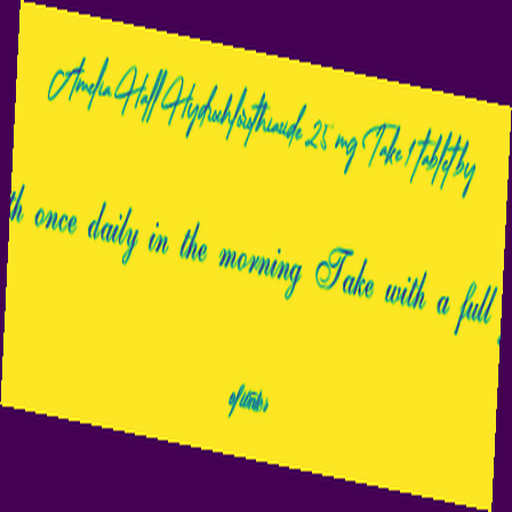 Amelia Hall Hydrochlorothiazide 25 mg Take 1 tablet by
th once daily in the morning Take with a full
of water